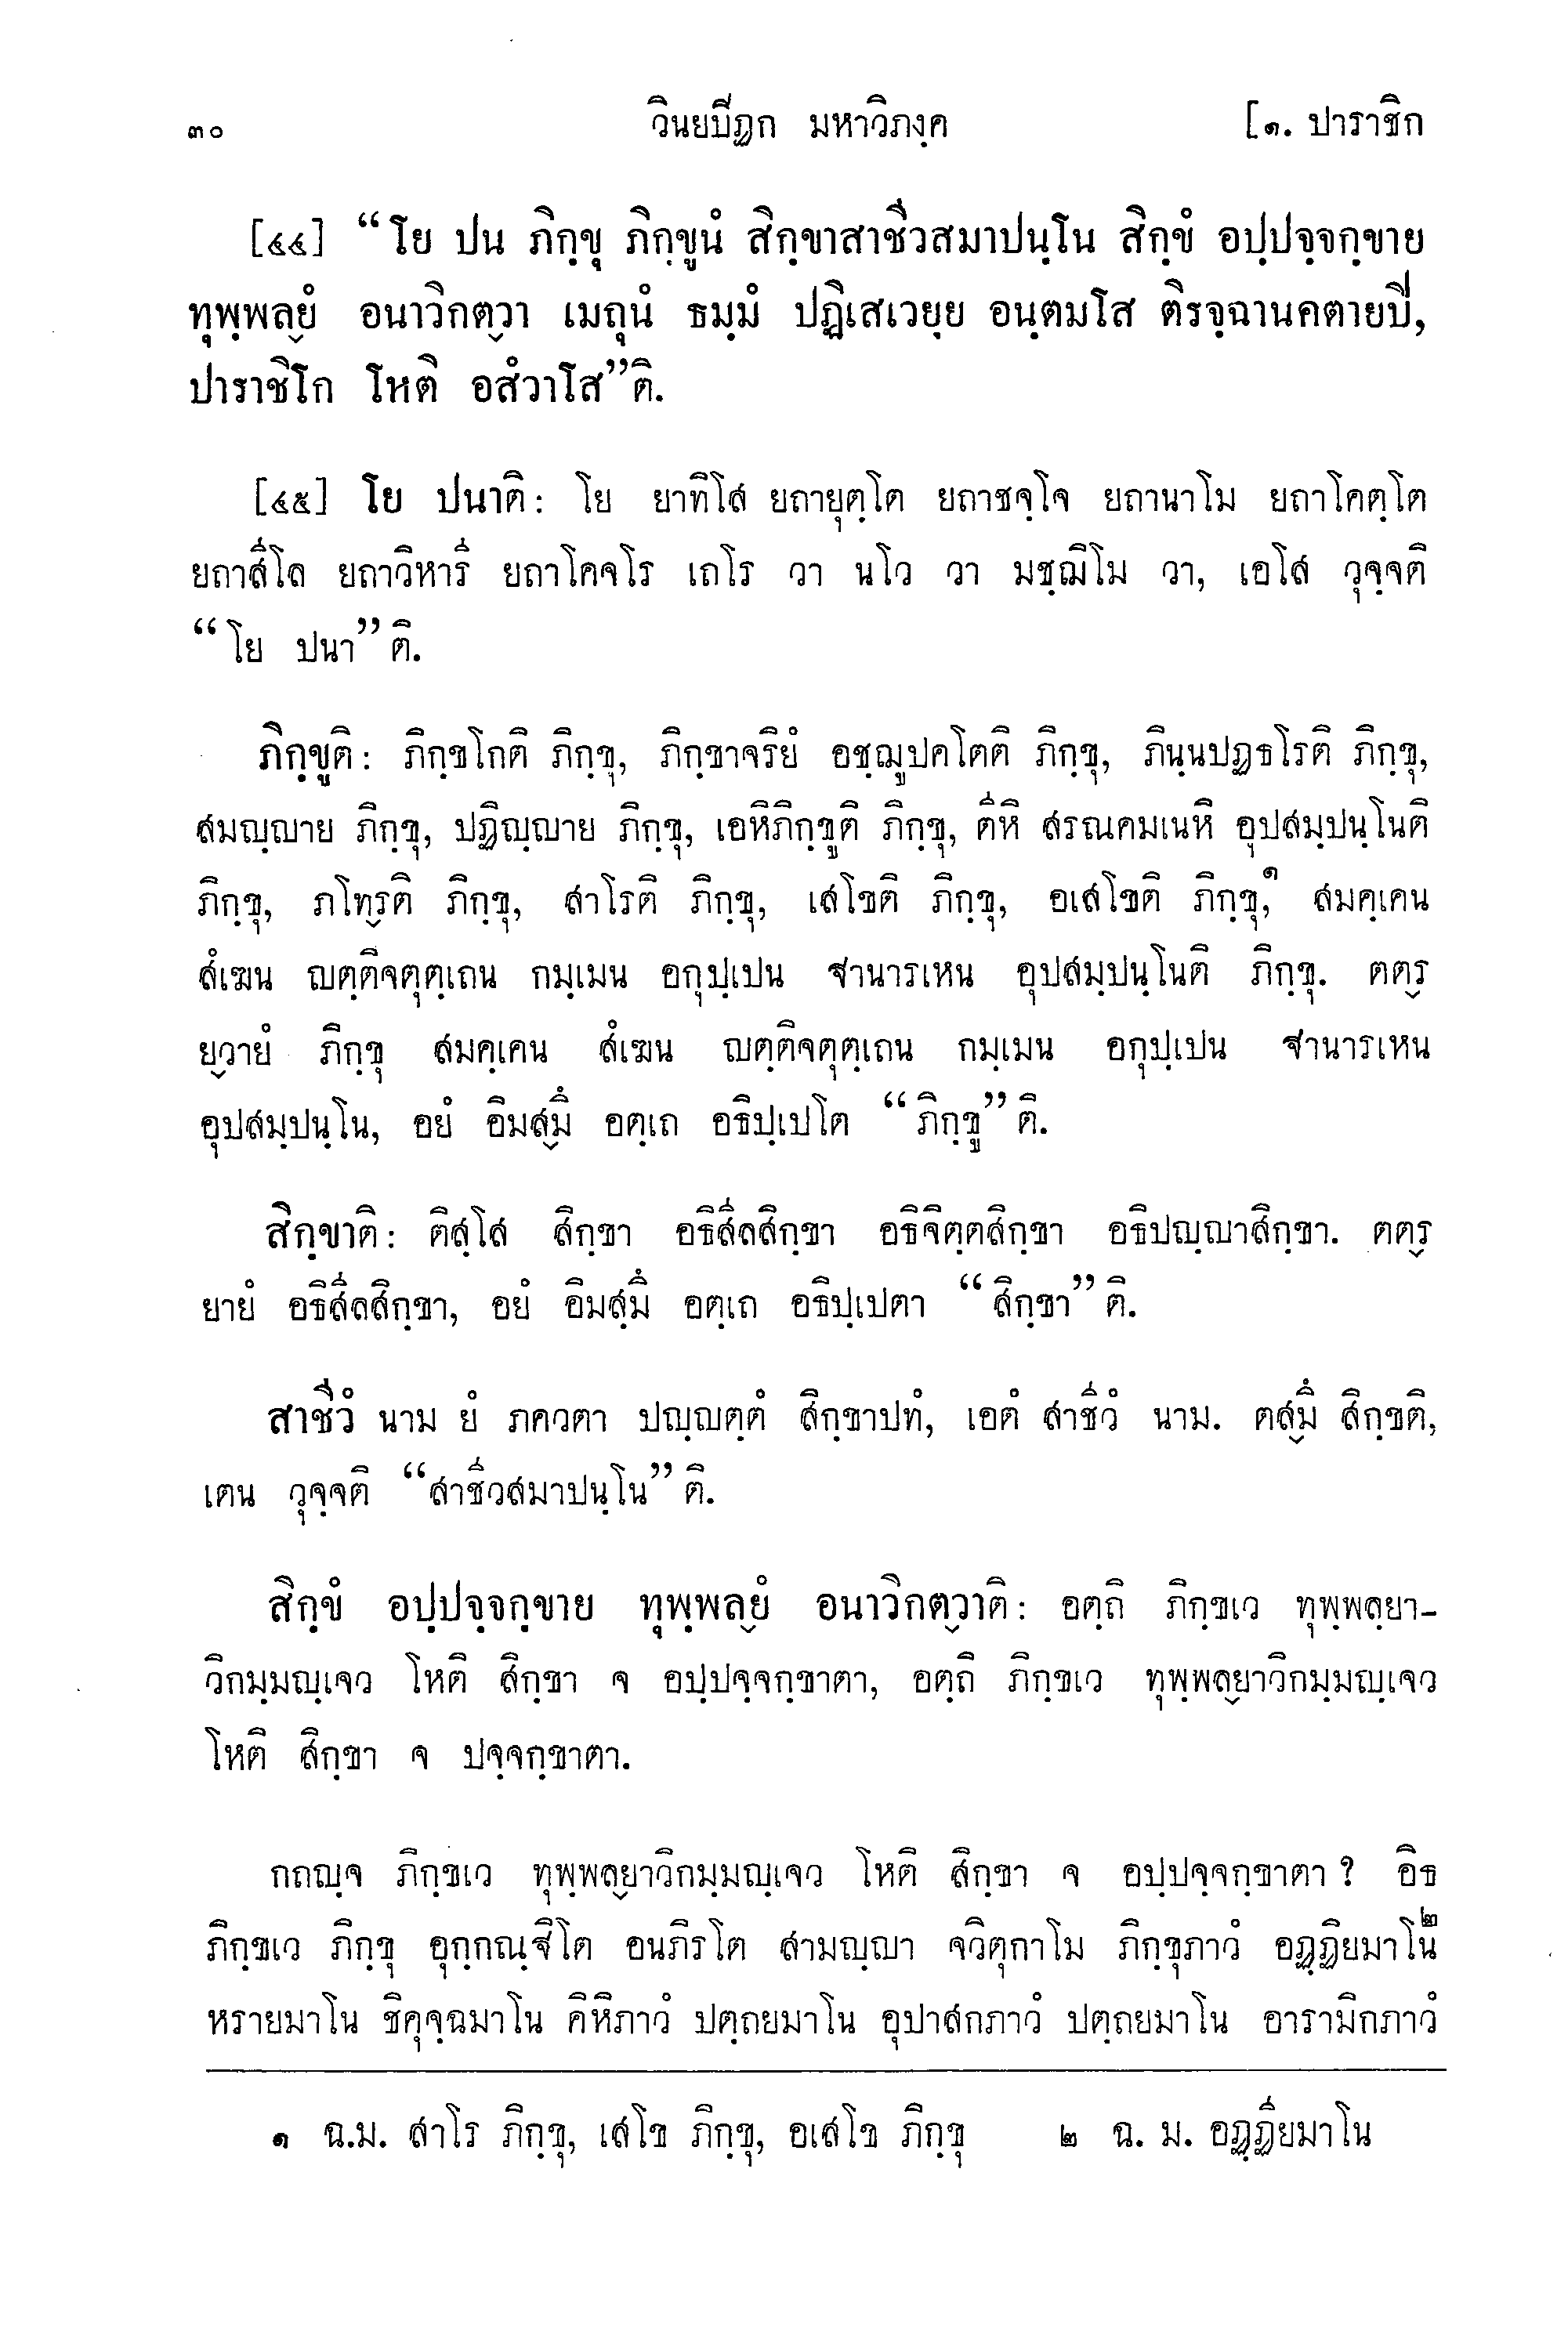 ๓๐ วินยปิฏก มหาวิภงฺค [๑. ปาราชิก
[๔๔] “โย ปน ภิกฺขุ ภิกฺขูนํ สิกฺขาสาชีวสมาปนฺโน สิกฺขํ อปฺปจฺจกฺขาย
ทุพฺพล๎ยํ อนาวิกต๎วา เมถุนํ ธมฺมํ ปฏิเสเวยฺย อนฺตมโส ติรจฺฉานคตายปี,
ปาราชิโก โหติ อสํวาโส”ติ.
[๔๕] โย ปนาติ: โย ยาทิโส ยถายุตฺโต ยถาชจฺโจ ยถานาโม ยถาโคตฺโต
ยถาสีโล ยถาวิหารี ยถาโคจโร เถโร วา นโว วา มชฺฌิโม วา, เอโส วุจฺจติ
“โย ปนา”ติ.
ภิกฺขูติ: ภิกฺขโกติ ภิกฺขุ, ภิกฺขาจริยํ อชฺฌูปคโตติ ภิกฺขุ, ภินฺนปฏธโรติ ภิกฺขุ,
สมญฺญาย ภิกฺขุ, ปฏิญฺญาย ภิกฺขุ, เอหิภิกฺขูติ ภิกฺขุ, ตีหิ สรณคมเนหิ อุปสมฺปนฺโนติ
ภิกฺขุ, ภโท๎รติ ภิกฺขุ, สาโรติ ภิกฺขุ, เสโขติ ภิกฺขุ, อเสโขติ ภิกฺขุ,๑ สมคฺเคน
สํเฆน ญตฺติจตุตฺเถน กมฺเมน อกุปฺเปน ฐานารเหน อุปสมฺปนฺโนติ ภิกฺขุ. ตต๎ร
ย๎วายํ ภิกฺขุ สมคฺเคน สํเฆน ญตฺติจตุตฺเถน กมฺเมน อกุปฺเปน ฐานารเหน
อุปสมฺปนฺโน, อยํ อิมส๎มึ อตฺเถ อธิปฺเปโต “ภิกฺขู”ติ.
สิกฺขาติ: ติสฺโส สิกฺขา อธิสีลสิกฺขา อธิจิตฺตสิกฺขา อธิปญฺญาสิกฺขา. ตต๎ร
ยายํ อธิสีลสิกฺขา, อยํ อิมสฺมึ อตฺเถ อธิปฺเปตา “สิกฺขา”ติ.
สาชีวํ นาม ยํ ภควตา ปญฺญตฺตํ สิกฺขาปทํ, เอตํ สาชีวํ นาม. ตส๎มึ สิกฺขติ,
เตน วุจฺจติ “สาชีวสมาปนฺโน”ติ.
สิกฺขํ อปฺปจฺจกฺขาย ทุพฺพล๎ยํ อนาวิกต๎วาติ: อตฺถิ ภิกฺขเว ทุพฺพลฺยา-
วิกมฺมญฺเจว โหติ สิกฺขา จ อปฺปจฺจกฺขาตา, อตฺถิ ภิกฺขเว ทุพฺพล๎ยาวิกมฺมญฺเจว
โหติ สิกฺขา จ ปจฺจกฺขาตา.
กถญฺจ ภิกฺขเว ทุพฺพล๎ยาวิกมฺมญฺเจว โหติ สิกฺขา จ อปฺปจฺจกฺขาตา? อิธ
ภิกฺขเว ภิกฺขุ อุกฺกณฺฐิโต อนภิรโต สามญฺญา จวิตุกาโม ภิกฺขุภาวํ อฏฺฏิยมาโน๒
หรายมาโน ชิคุจฺฉมาโน คิหิภาวํ ปตฺถยมาโน อุปาสกภาวํ ปตฺถยมาโน อารามิกภาวํ
๑ ฉ.ม. สาโร ภิกฺขุ, เสโข ภิกฺขุ, อเสโข ภิกฺขุ ๒ ฉ. ม. อฏฺฏียมาโน